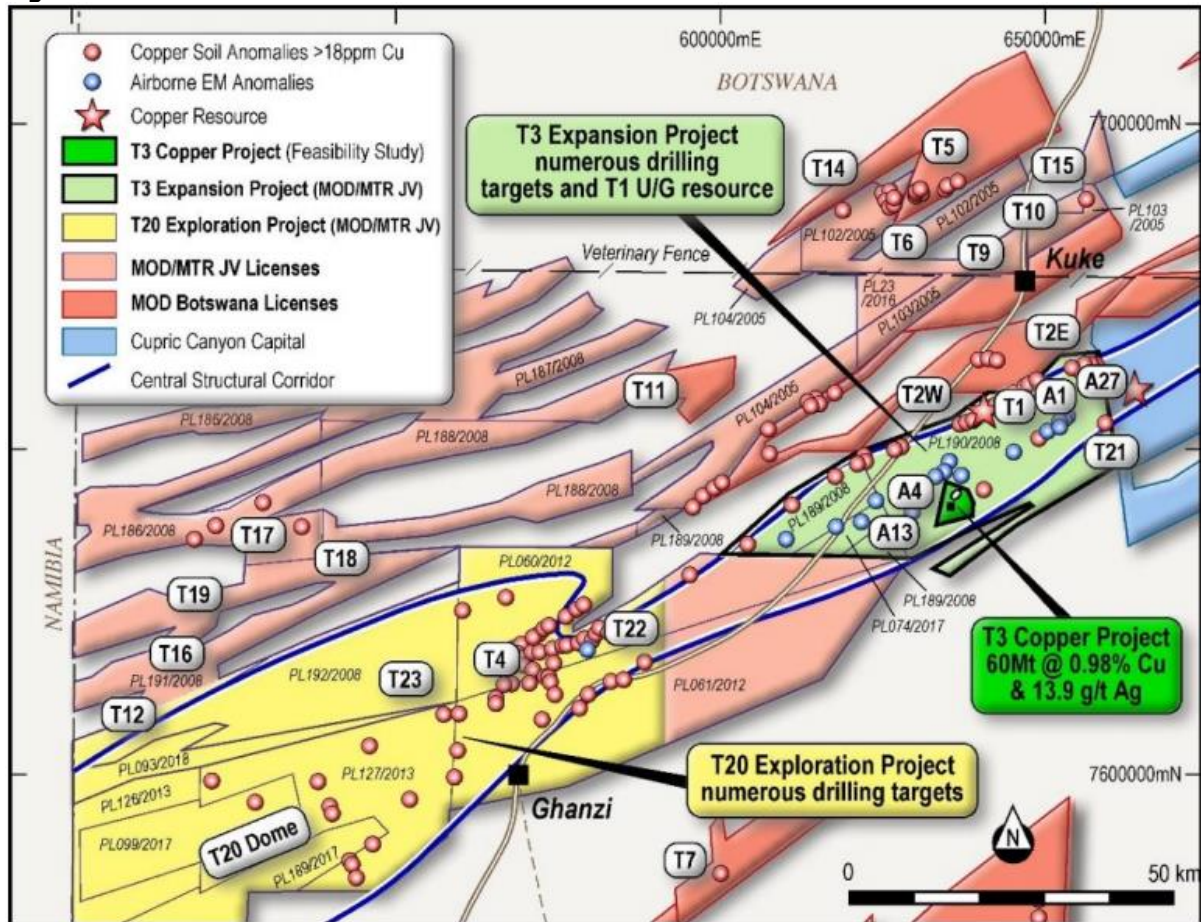 600000mE
650000mE
BOTSWANA
7700000mN
Copper Soil Anomalies >18ppm Cu
Airborne EM Anomalies
Copper Resource
T3 Copper Project (Feasibility Study)
T3 Expansion Project (MOD/MTR JV)
T20 Exploration Project (MOD/MTR JV)
MOD/MTR JV Licenses
MOD Botswana Licenses
Cupric Canyon Capital
Central Structural Corridor
T3 Expansion Project
numerous drilling
targets and T1 U/G resource
T14
T5
T15
PL102/2005
T10
PL103
/2005
PL102/2005
T6
T9
Veterinary Fence
Kuke
PL23
/2016
PL103/2005
PL104/2005
T2E
PL187/2008
T11
T2W
A27
A1
T1
PL104/2005
PL186/2008
PL188/2008
PL190/2008
T21
PL188/2008
A4
PL189/2008
PL186/2008
T17
A13
T18
PL189/2008
NAMIBIA
PL060/2012
T19
PL189/2008
PL074/2017
T22
T16
T4
T3 Copper Project
60Mt @ 0.98% Cu
& 13.9 g/t Ag
PL191/2008
PL192/2008
T23
PL061/2012
T12
PL093/2018
PL127/2013
T20 Exploration Project
numerous drilling targets
7600000mN
PL126/2013
Ghanzi
T20 Dome
PL099/2017
PL189/2017
T7
N
0
50 km